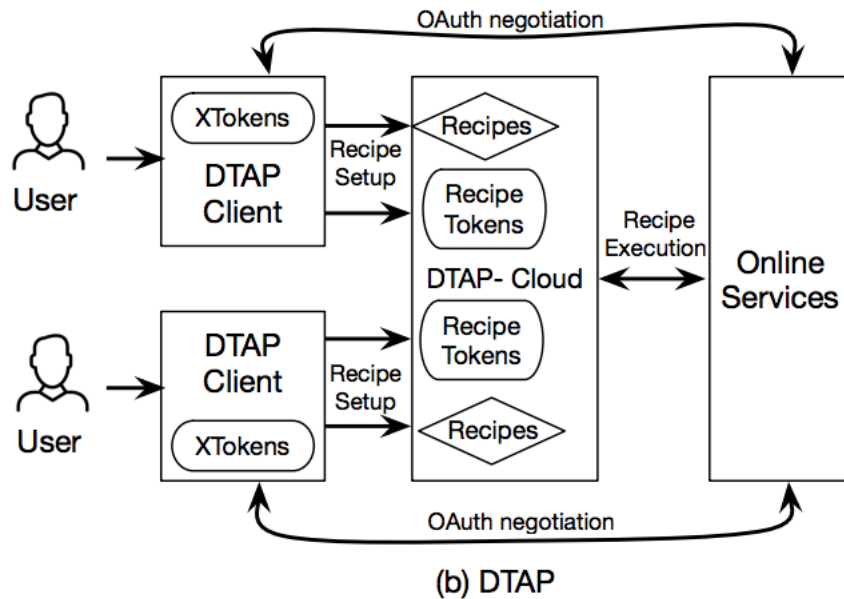 OAuth negotiation
XTokens
DTAP
Client
User
Recipe
Setup
Recipes
Recipe
Tokens
DTAP- Cloud
Recipe
Execution
Online
Services
DTAP
Client
XTokens
User
Recipe
Setup
Recipe
Tokens
Recipes
OAuth negotiation
(b) DTAP